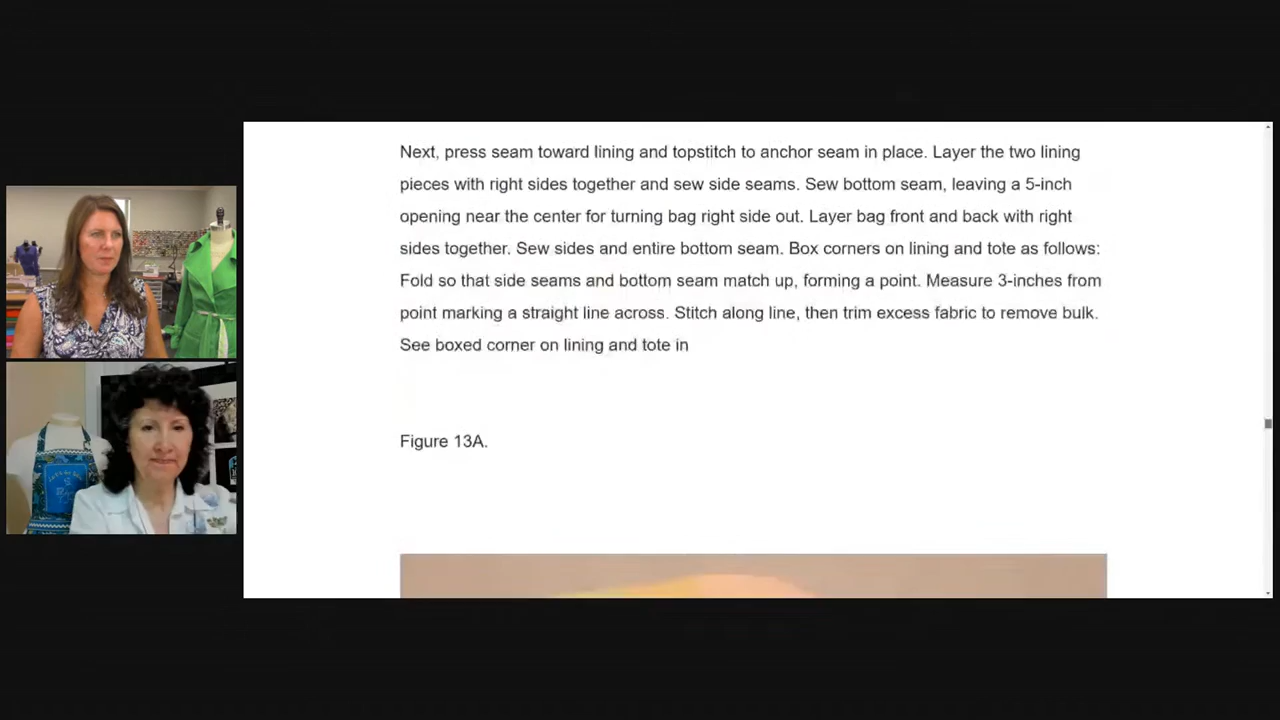 Next, press seam toward lining and topstitch to anchor seam in place. Layer the two lining
pieces with right sides together and sew side seams. Sew bottom seam, leaving a 5-inch
opening near the center for turning bag right side out. Layer bag front and back with right
sides together. Sew sides and entire bottom seam. Box corners on lining and tote as follows:
Fold so that side seams and bottom seam match up, forming a point. Measure 3-inches from
point marking a straight line across. Stitch along line, then trim excess fabric to remove bulk.
See boxed corner on lining and tote in
Figure 13A.